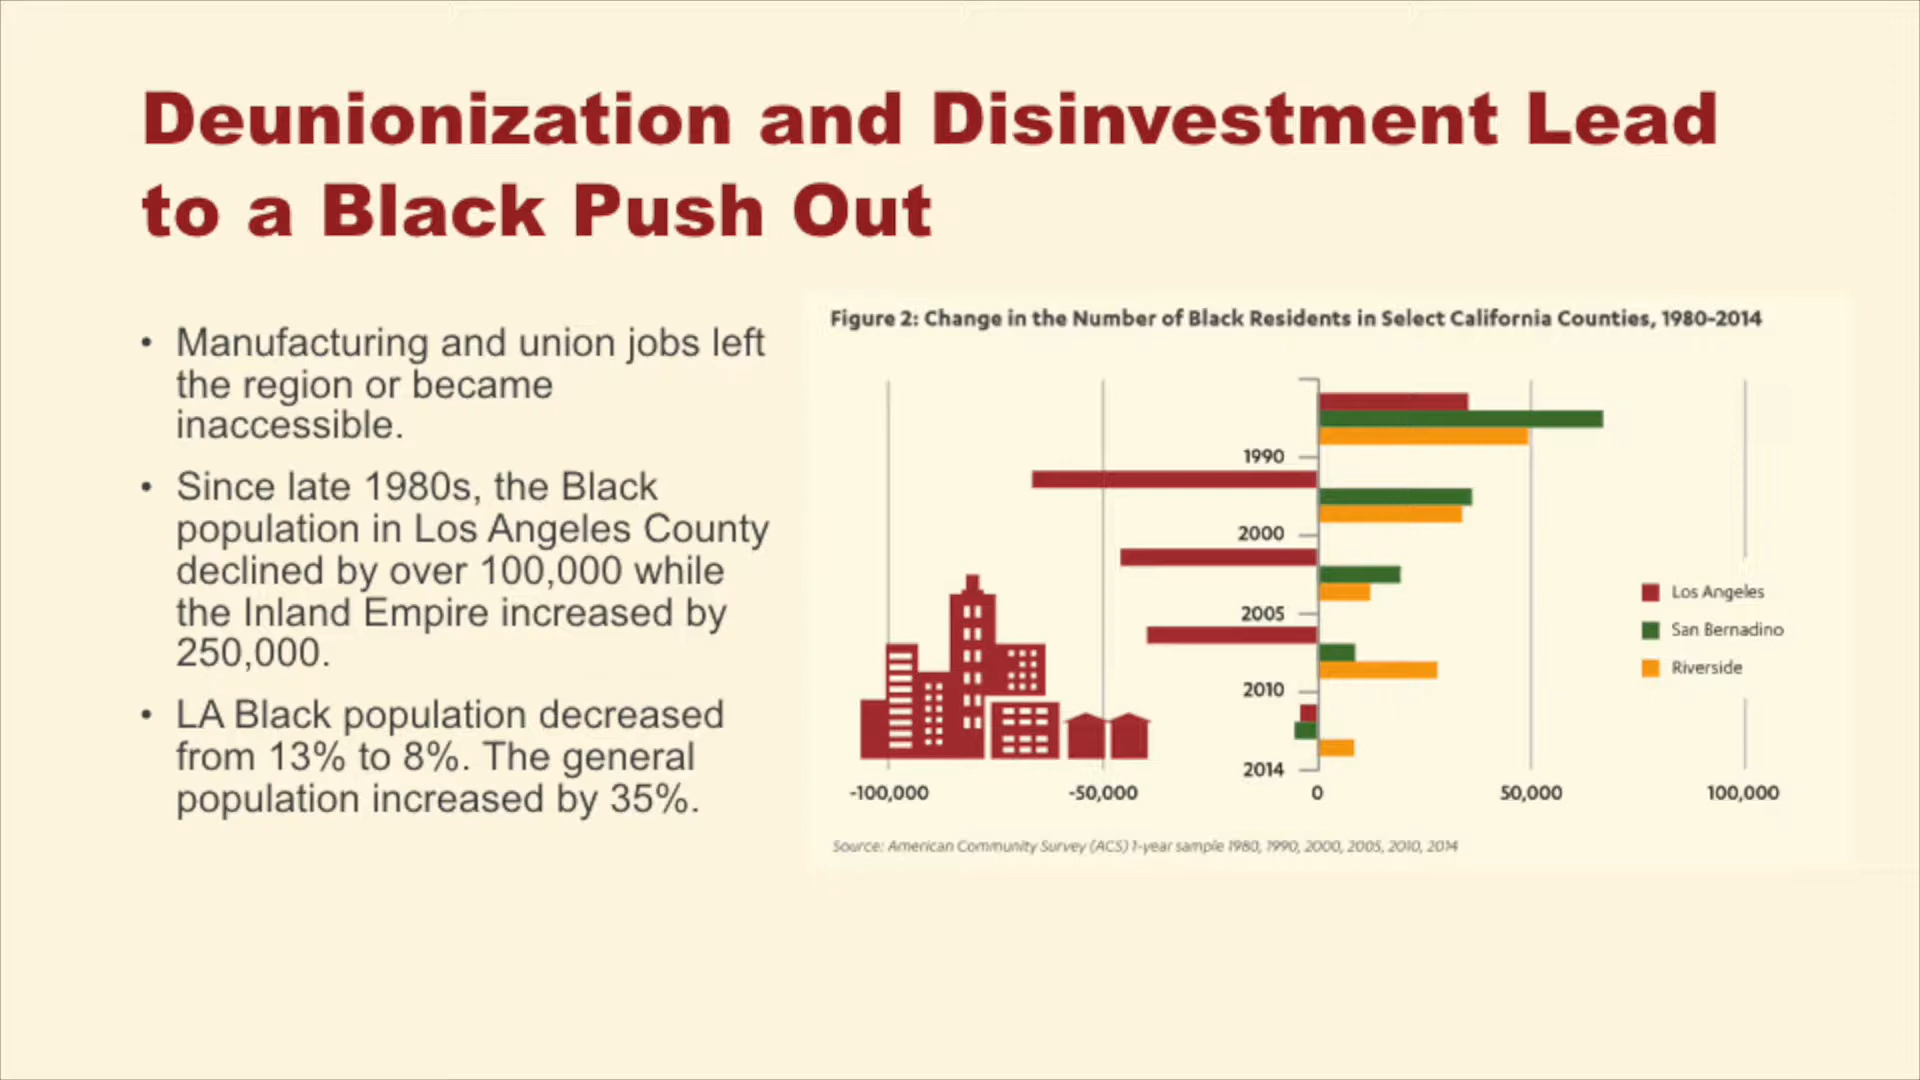 Deunionization and Disinvestment Lead
to a Black Push Out
• Manufacturing and union jobs left
the region or became
inaccessible.
• Since late 1980s, the Black
population in Los Angeles County
declined by over 100,000 while
the Inland Empire increased by
250,000.
• LA Black population decreased
from 13% to 8%. The general
population increased by 35%.
Figure 2: Change in the Number of Black Residents in Select California Counties, 1980-2014
1990
2000
2005
2010
2014
-100,000
-50,000
0
50,000
100,000
Los Angeles
San Bernadino
Riverside
Source: American Community Survey (ACS) 1-year sample 1980, 1990, 2000, 2005, 2010, 2014